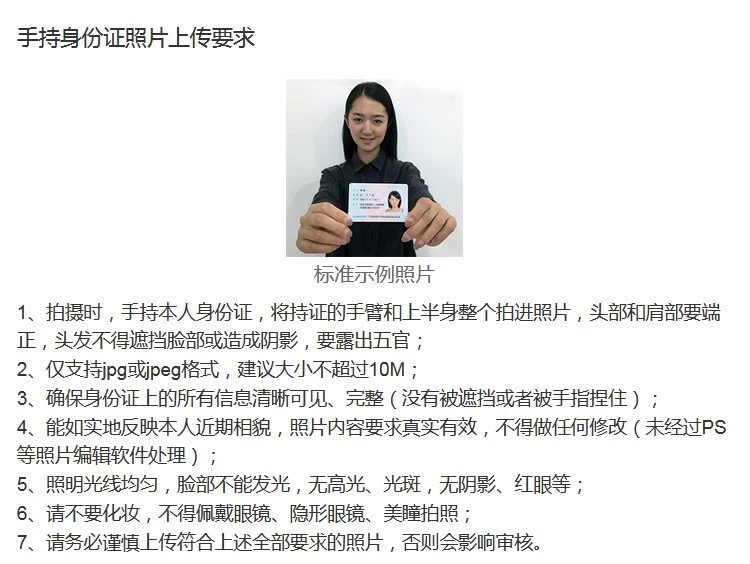 手持身份证照片上传要求
标准示例照片
1、拍摄时，手持本人身份证，将持证的手臂和上半身整个拍进照片，头部和肩部要端
正，头发不得遮挡脸部或造成阴影，要露出五官；
2、仅支持jpg或jpeg格式，建议大小不超过10M；
3、确保身份证上的所有信息清晰可见、完整（没有被遮挡或者被手指捏住）；
4、能如实地反映本人近期相貌，照片内容要求真实有效，不得做任何修改（未经过PS
等照片编辑软件处理）；
5、照明光线均匀，脸部不能发光，无高光、光斑，无阴影、红眼等；
6、请不要化妆，不得佩戴眼镜、隐形眼镜、美瞳拍照；
7、请务必谨慎上传符合上述全部要求的照片，否则会影响审核。